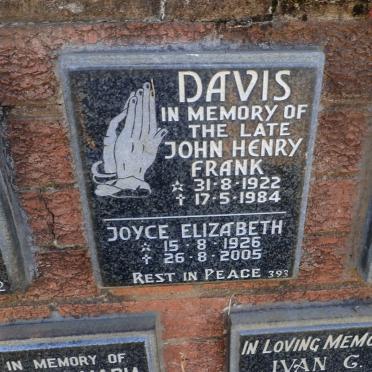 DAVIS
IN MEMORY OF
THE LATE
JOHN HENRY
FRANK
☆ 31·8·1922
✝ 17·5·1984
JOYCE ELIZABETH
☆ 15·8·1926
✝ 26·8·2005
REST IN PEACE 393
IN MEMORY OF
IN LOVING MEMO
IVAN G.